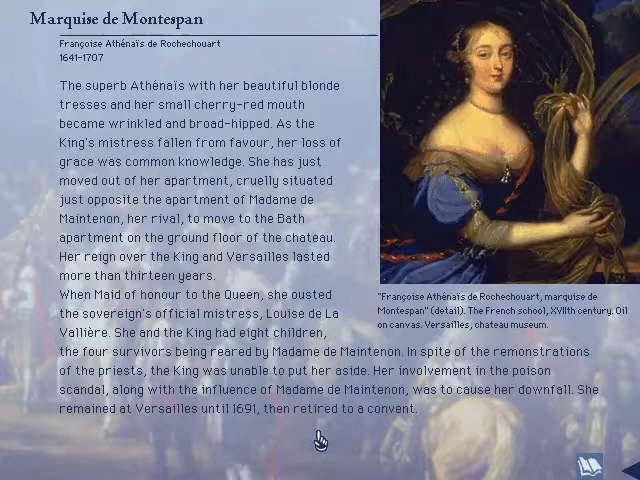 Marquise de Montespan
Françoise Athénaïs de Rochechouart
1641-1707
The superb Athénaïs with her beautiful blonde
tresses and her small cherry-red mouth
became wrinkled and broad-hipped. As the
King's mistress fallen from favour, her loss of
grace was common knowledge. She has just
moved out of her apartment, cruelly situated
just opposite the apartment of Madame de
Maintenon, her rival, to move to the Bath
apartment on the ground floor of the chateau.
Her reign over the King and Versailles lasted
more than thirteen years.
When Maid of honour to the Queen, she ousted
the sovereign's official mistress, Louise de La
Vallière. She and the King had eight children,
the four survivors being reared by Madame de Maintenon. In spite of the remonstrations
of the priests, the King was unable to put her aside. Her involvement in the poison
scandal, along with the influence of Madame de Maintenon, was to cause her downfall. She
remained at Versailles until 1691, then retired to a convent.
"Françoise Athénaïs de Rochechouart, marquise de
Montespan" (detail). The French school, XVIIth century. Oil
on canvas. Versailles, chateau museum.